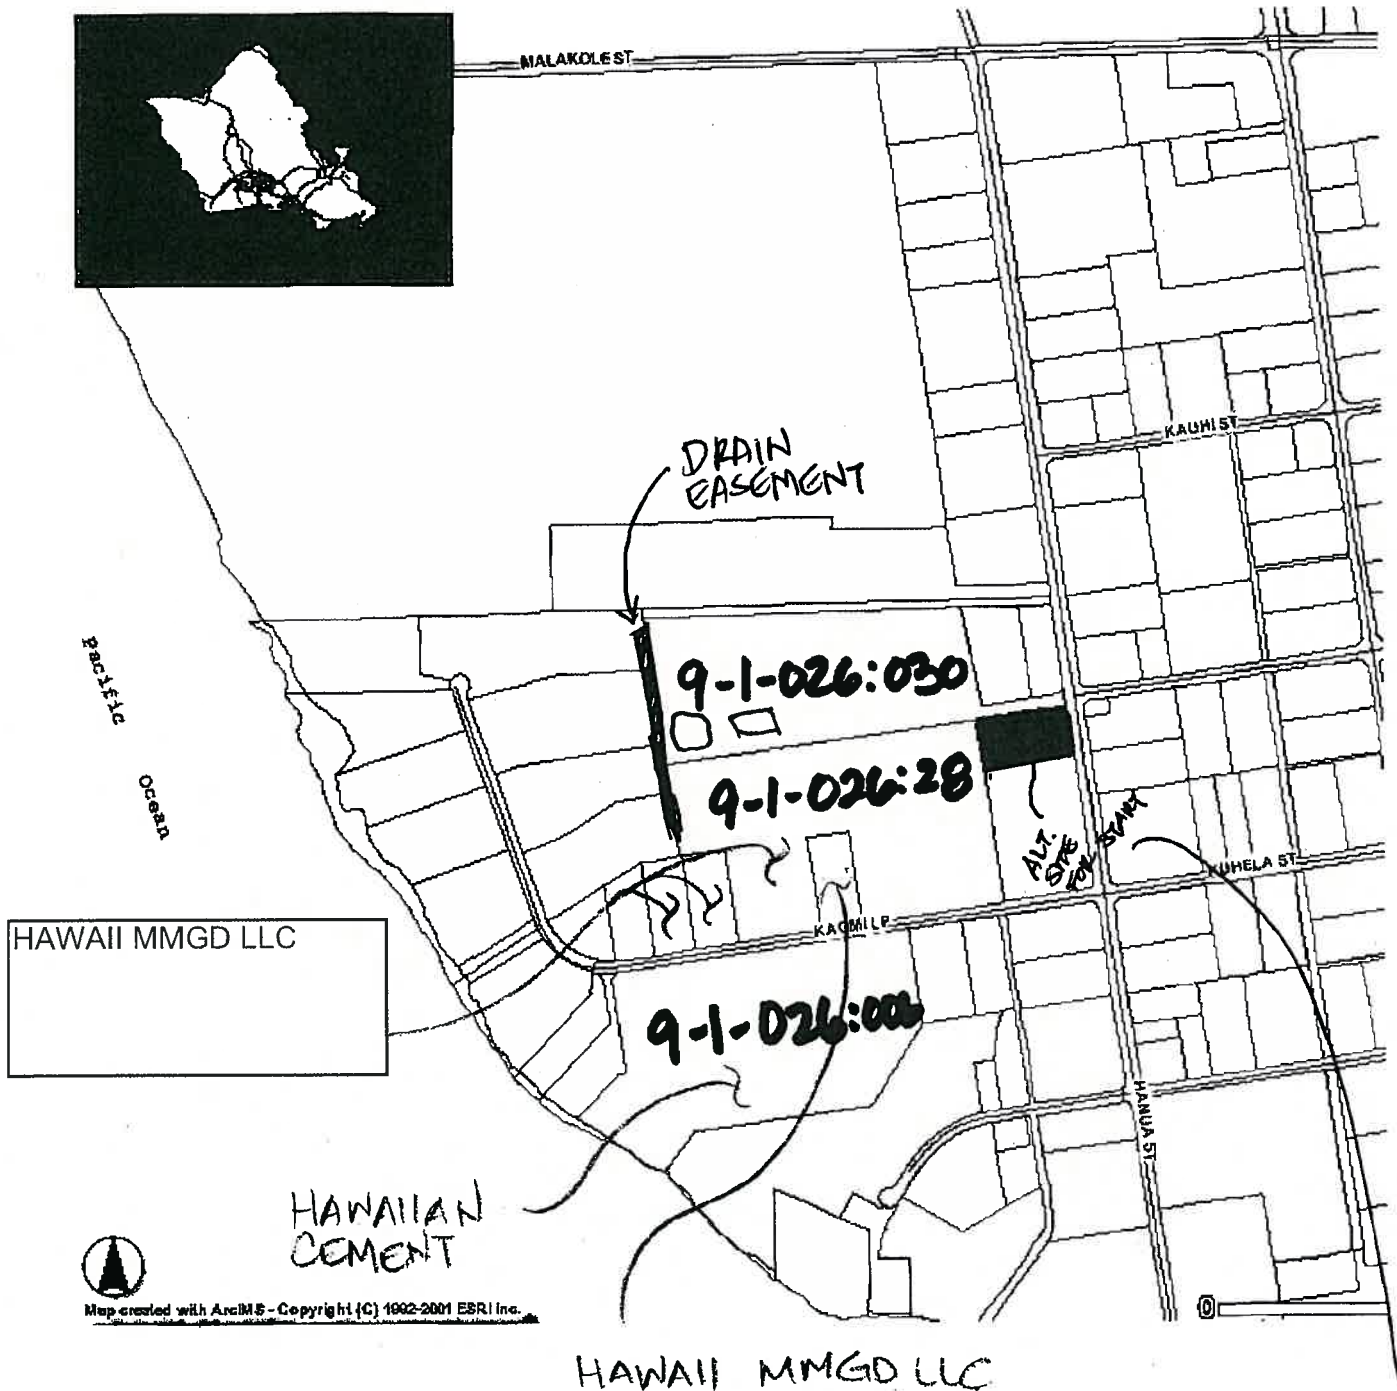 MALAKOLE ST
KAUHI ST
DRAIN
EASEMENT
Pacific
Ocean
9-1-026:030
9-1-026:28
ALT.
SITE
FOR START
KUHELA ST
KAOMI LP
HAWAII MMGD LLC
9-1-026:006
HANUA ST
HAWAIIAN
CEMENT
Map created with ArcIMS - Copyright (C) 1992-2001 ESRI Inc.
0
HAWAII MMGD LLC